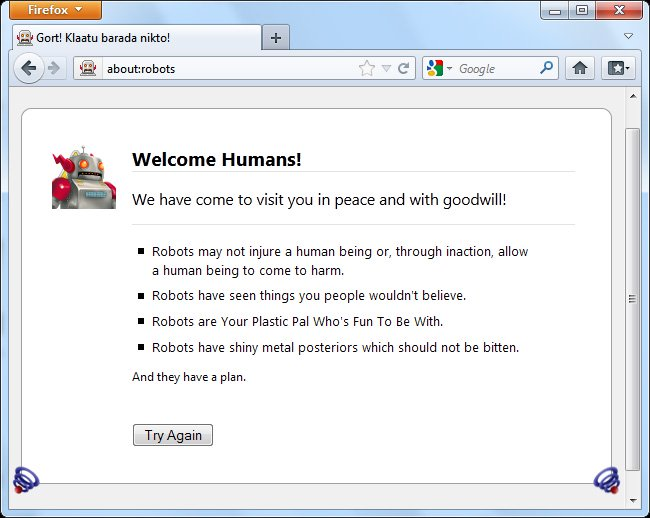 Firefox
Gort! Klaatu barada nikto!
about:robots
Google
Welcome Humans!
We have come to visit you in peace and with goodwill!
Robots may not injure a human being or, through inaction, allow
a human being to come to harm.
Robots have seen things you people wouldn't believe.
Robots are Your Plastic Pal Who's Fun To Be With.
Robots have shiny metal posteriors which should not be bitten.
And they have a plan.
Try Again